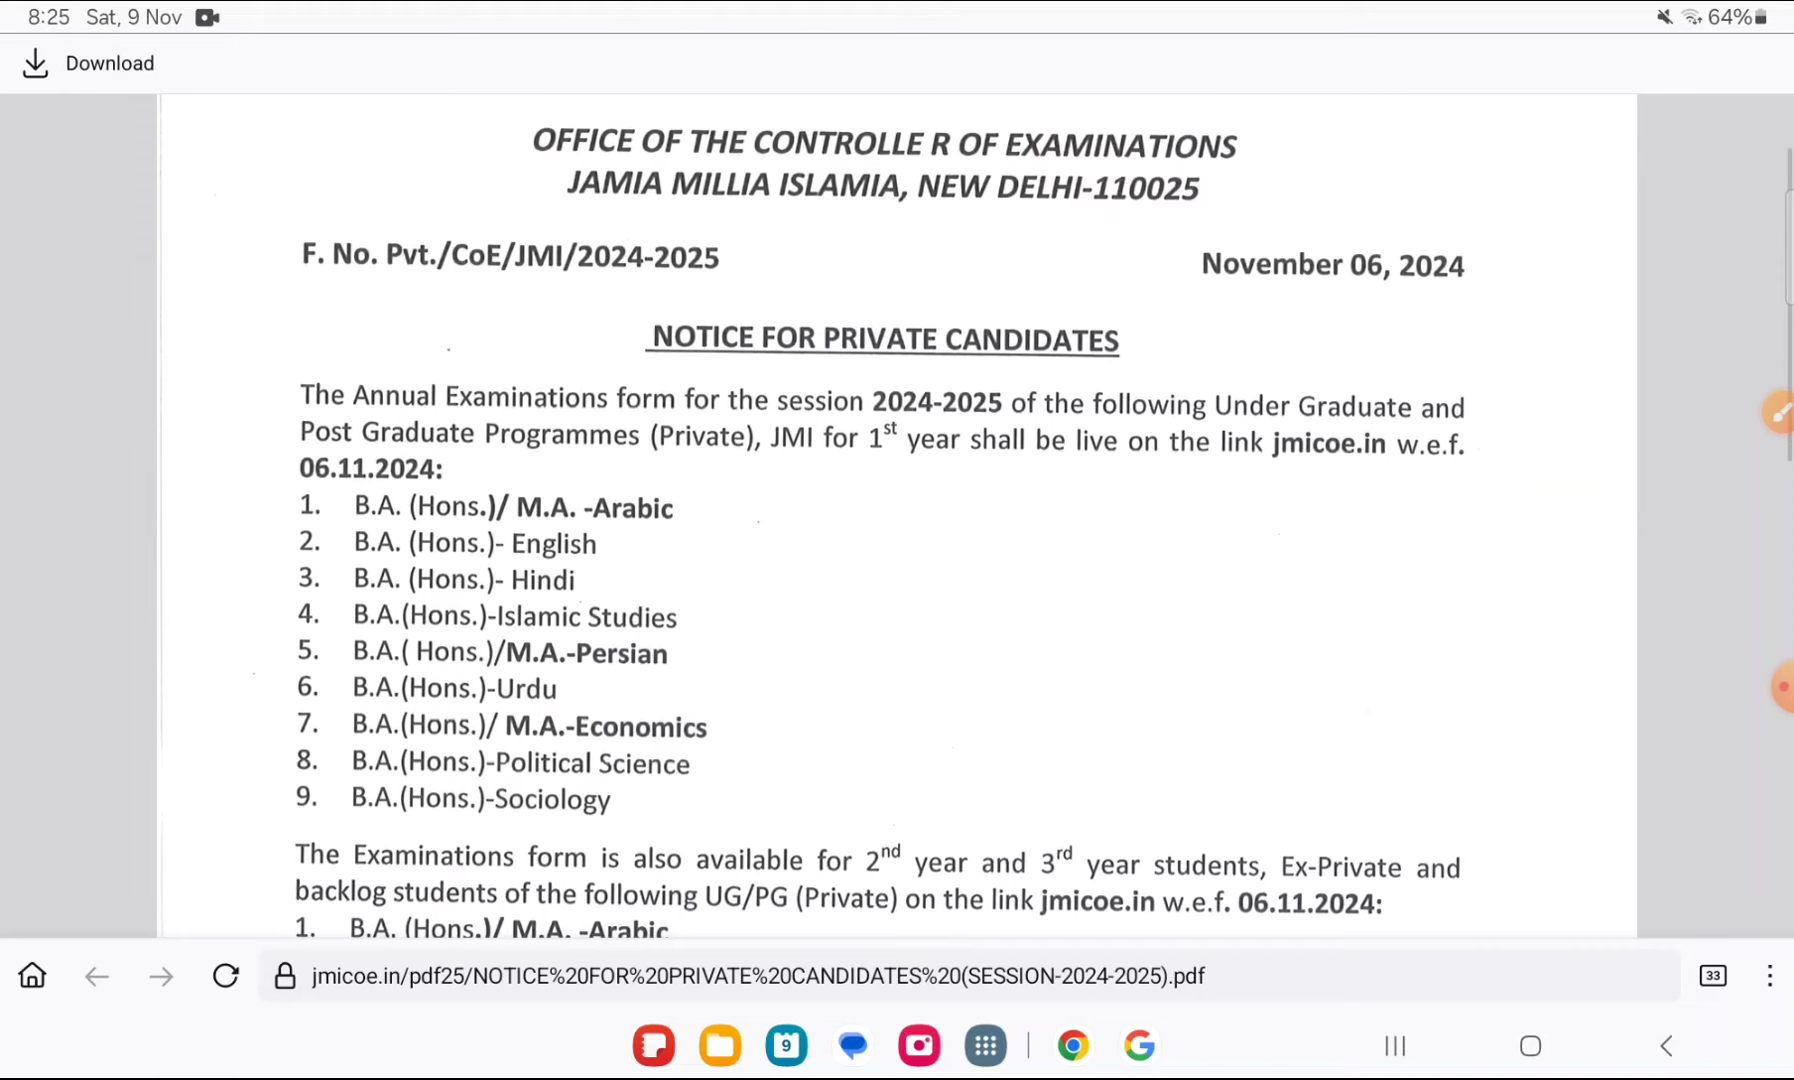 8:25 Sat, 9 Nov 64%
Download
OFFICE OF THE CONTROLLE R OF EXAMINATIONS
JAMIA MILLIA ISLAMIA, NEW DELHI-110025
F. No. Pvt./CoE/JMI/2024-2025 November 06, 2024
NOTICE FOR PRIVATE CANDIDATES
The Annual Examinations form for the session 2024-2025 of the following Under Graduate and
Post Graduate Programmes (Private), JMI for 1st year shall be live on the link jmicoe.in w.e.f.
06.11.2024:
1. B.A. (Hons.)/ M.A. -Arabic
2. B.A. (Hons.)- English
3. B.A. (Hons.)- Hindi
4. B.A.(Hons.)-Islamic Studies
5. B.A.( Hons.)/M.A.-Persian
6. B.A.(Hons.)-Urdu
7. B.A.(Hons.)/ M.A.-Economics
8. B.A.(Hons.)-Political Science
9. B.A.(Hons.)-Sociology
The Examinations form is also available for 2nd year and 3rd year students, Ex-Private and
backlog students of the following UG/PG (Private) on the link jmicoe.in w.e.f. 06.11.2024:
1. B.A. (Hons.)/ M.A. -Arabic
jmicoe.in/pdf25/NOTICE%20FOR%20PRIVATE%20CANDIDATES%20(SESSION-2024-2025).pdf 33
9